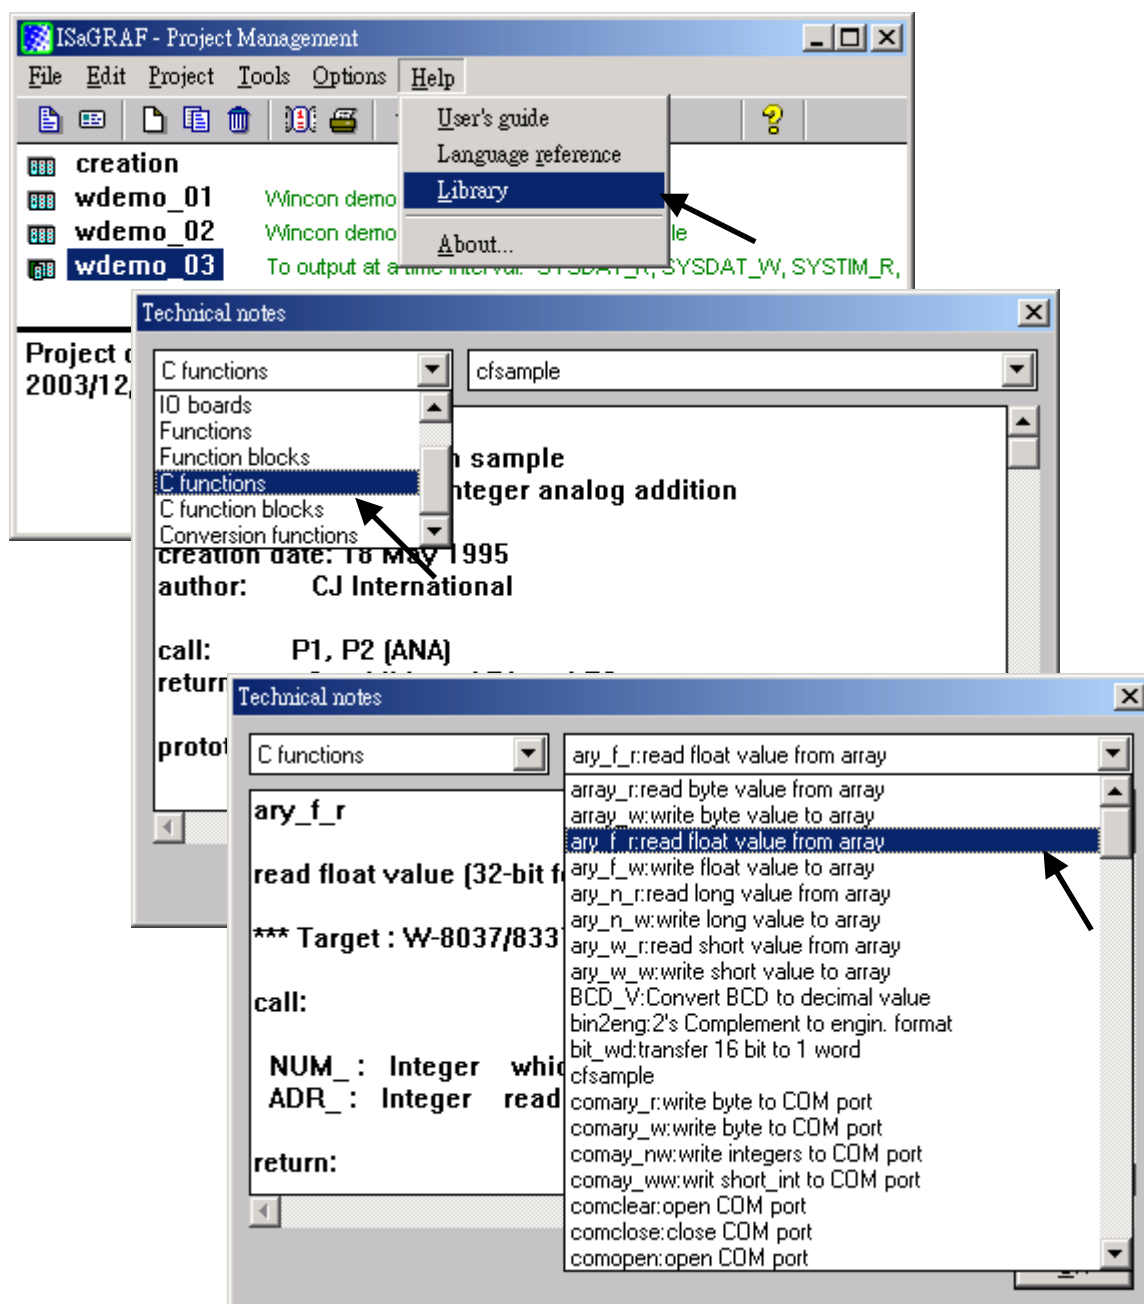 ISaGRAF - Project Management
File Edit Project Tools Options Help
User's guide
Language reference
Library
About...
creation
wdemo_01 Wincon demo
wdemo_02 Wincon demo
wdemo_03 To output at a time interval. SYSDAT_R, SYSDAT_W, SYSTIM_R,
Project
2003/12,
Technical notes
C functions cfsample
IO boards
Functions
Function blocks
C functions
C function blocks
Conversion functions
sample
integer analog addition
creation date: 18 May 1995
author: CJ International
call: P1, P2 (ANA)
return
protot
Technical notes
C functions ary_f_r:read float value from array
array_r:read byte value from array
array_w:write byte value to array
ary_f_r:read float value from array
ary_f_w:write float value to array
ary_n_r:read long value from array
ary_n_w:write long value to array
ary_w_r:read short value from array
ary_w_w:write short value to array
BCD_V:Convert BCD to decimal value
bin2eng:2's Complement to engin. format
bit_wd:transfer 16 bit to 1 word
cfsample
comary_r:write byte to COM port
comary_w:write byte to COM port
comay_nw:write integers to COM port
comay_ww:writ short_int to COM port
comclear:open COM port
comclose:close COM port
comopen:open COM port
ary_f_r
read float value (32-bit
*** Target : W-8037/833
call:
NUM_ : Integer whic
ADR_ : Integer read
return: